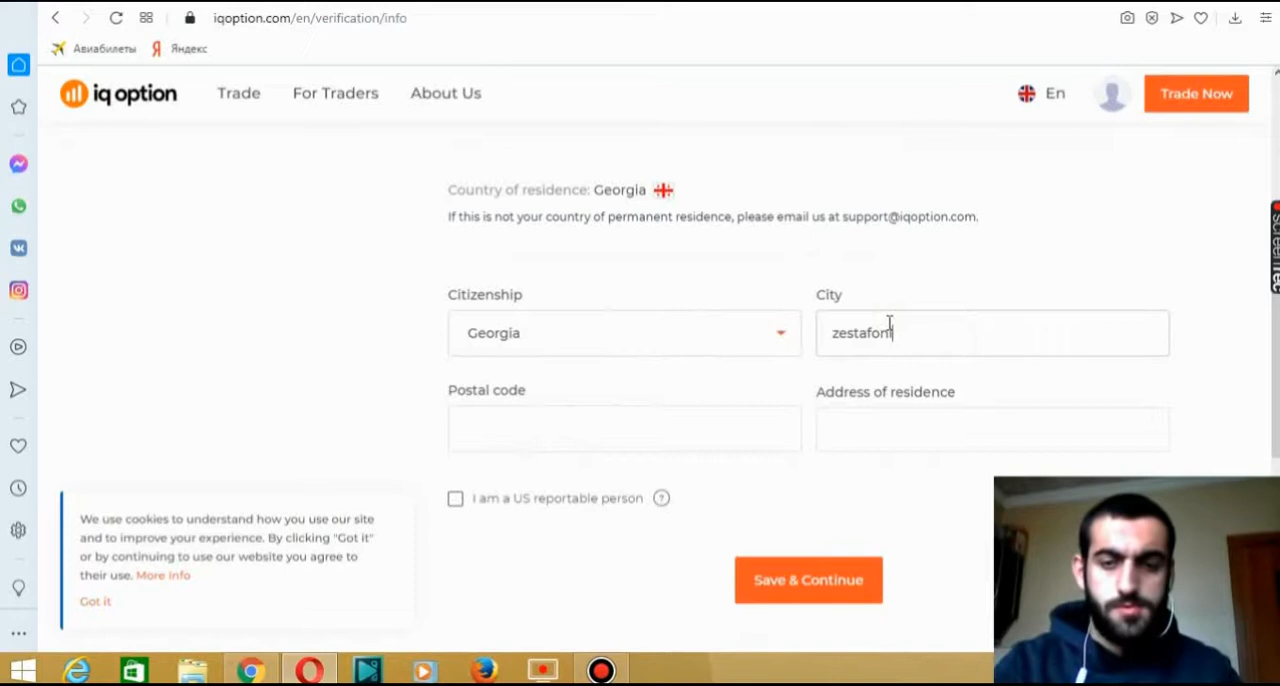 iqoption.com/en/verification/info
Авиабилеты Яндекс
iq option Trade For Traders About Us En Trade Now
Country of residence: Georgia
If this is not your country of permanent residence, please email us at support@iqoption.com.
Citizenship City
Georgia zestafoni
Postal code Address of residence
I am a US reportable person ?
We use cookies to understand how you use our site
and to improve your experience. By clicking "Got it"
or by continuing to use our website you agree to
their use. More info
Got it
Save & Continue